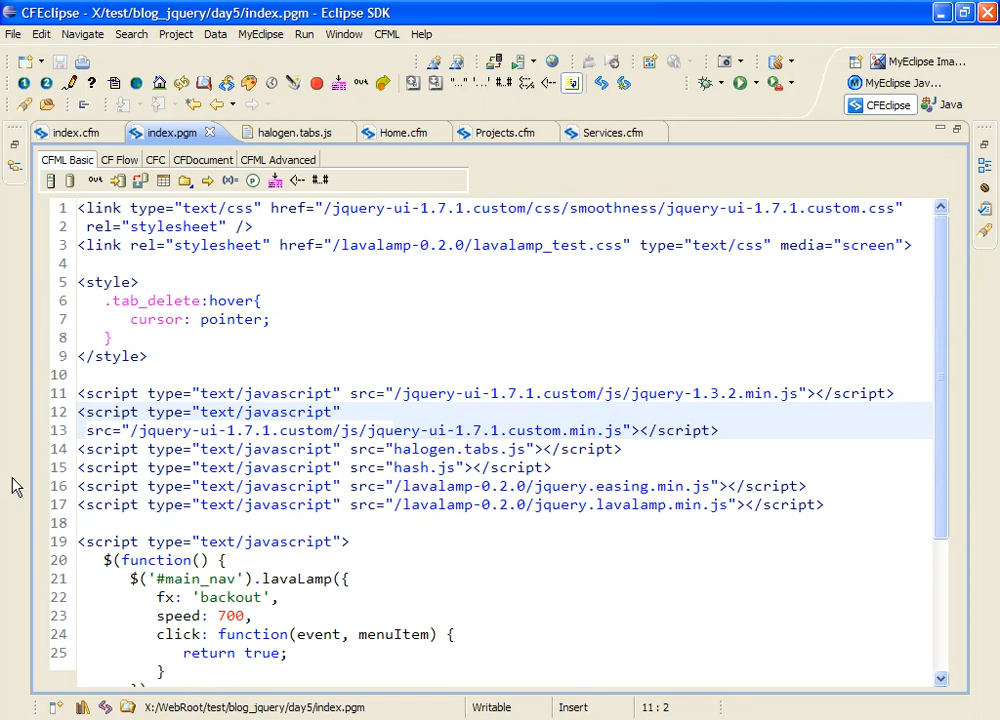 CFEclipse - X/test/blog_jquery/day5/index.pgm - Eclipse SDK
File Edit Navigate Search Project Data MyEclipse Run Window CFML Help
MyEclipse Ima...
MyEclipse Jav...
CFEclipse Java
index.cfm index.pgm halogen.tabs.js Home.cfm Projects.cfm Services.cfm
CFML Basic CF Flow CFC CFDocument CFML Advanced
1 <link type="text/css" href="/jquery-ui-1.7.1.custom/css/smoothness/jquery-ui-1.7.1.custom.css"
2 rel="stylesheet" />
3 <link rel="stylesheet" href="/lavalamp-0.2.0/lavalamp_test.css" type="text/css" media="screen">
4
5 <style>
6 .tab_delete:hover{
7 cursor: pointer;
8 }
9 </style>
10
11 <script type="text/javascript" src="/jquery-ui-1.7.1.custom/js/jquery-1.3.2.min.js"></script>
12 <script type="text/javascript"
13 src="/jquery-ui-1.7.1.custom/js/jquery-ui-1.7.1.custom.min.js"></script>
14 <script type="text/javascript" src="halogen.tabs.js"></script>
15 <script type="text/javascript" src="hash.js"></script>
16 <script type="text/javascript" src="/lavalamp-0.2.0/jquery.easing.min.js"></script>
17 <script type="text/javascript" src="/lavalamp-0.2.0/jquery.lavalamp.min.js"></script>
18
19 <script type="text/javascript">
20 $(function() {
21 $('#main_nav').lavaLamp({
22 fx: 'backout',
23 speed: 700,
24 click: function(event, menuItem) {
25 return true;
}
X:/WebRoot/test/blog_jquery/day5/index.pgm Writable Insert 11 : 2